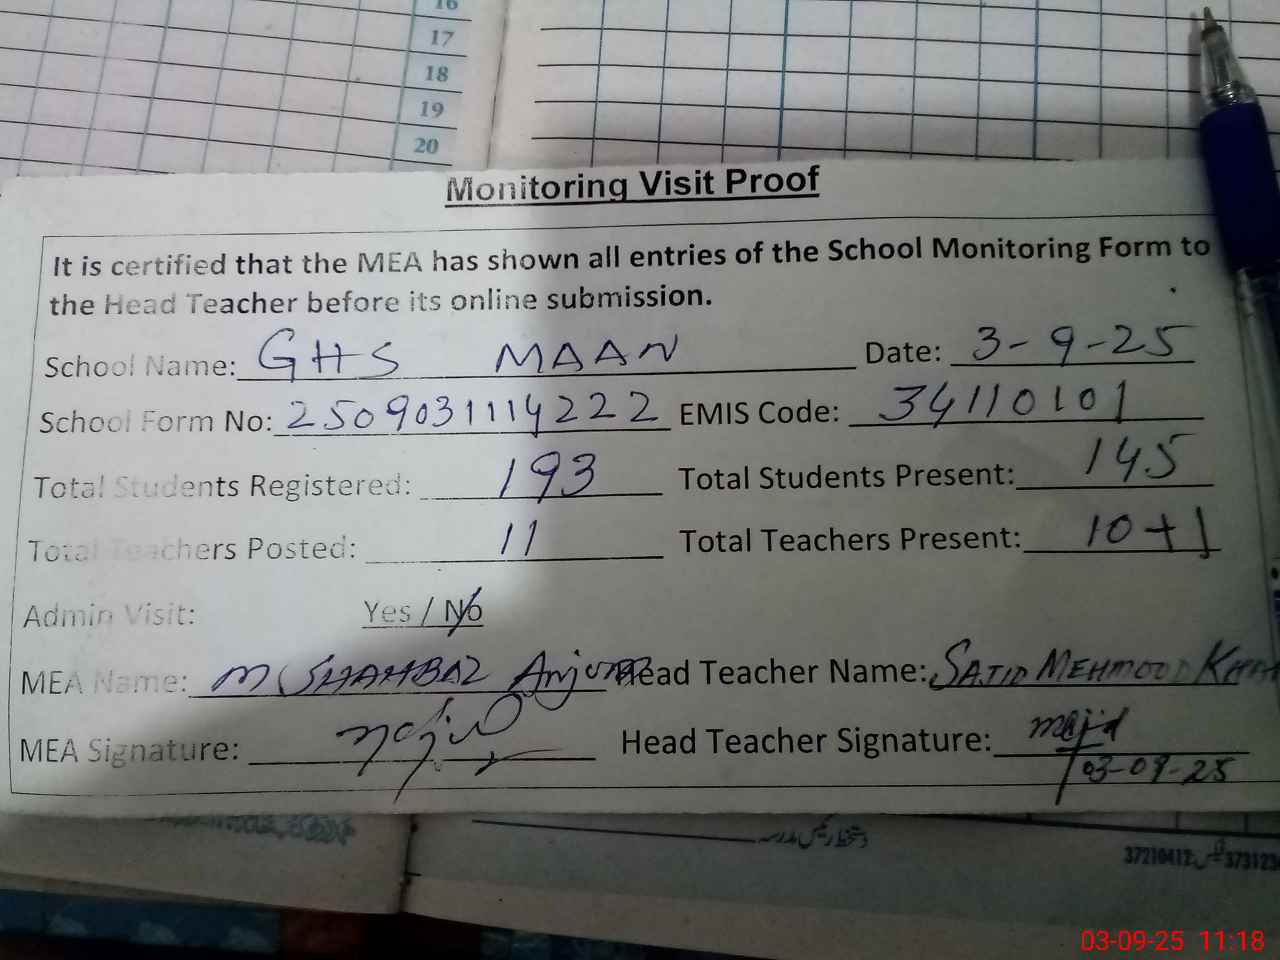 16
17
18
19
20
Monitoring Visit Proof
It is certified that the MEA has shown all entries of the School Monitoring Form to
the Head Teacher before its online submission.
School Name: GHS MAAN Date: 3-9-25
School Form No: 2509031114222 EMIS Code: 34110101
Total Students Registered: 193 Total Students Present: 145
Total Teachers Posted: 11 Total Teachers Present: 10+1
Admin Visit: Yes / No
MEA Name: M SHAHBAZ Anjum Head Teacher Name: SAJID MEHMOOD KHAN
MEA Signature: Head Teacher Signature:
03-09-25
37210412 373123
03-09-25 11:18